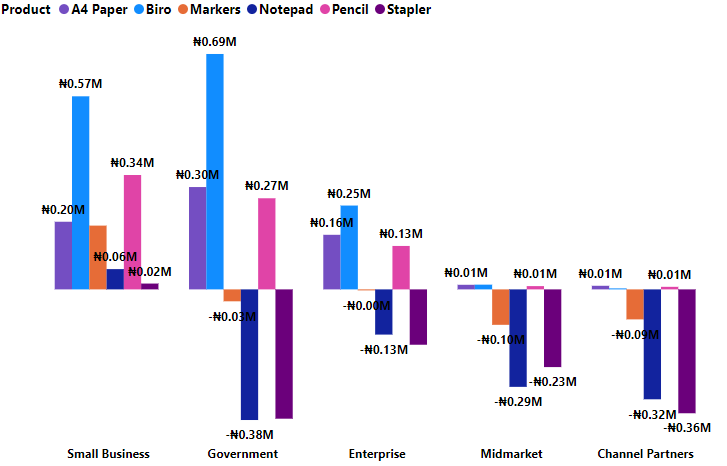 Product A4 Paper Biro Markers Notepad Pencil Stapler
₦0.69M
₦0.57M
₦0.34M
₦0.30M
₦0.27M
₦0.25M
₦0.20M
₦0.16M
₦0.13M
₦0.06M
₦0.02M
₦0.01M ₦0.01M ₦0.01M ₦0.01M
-₦0.03M
-₦0.00M
-₦0.10M
-₦0.09M
-₦0.13M
-₦0.23M
-₦0.29M
-₦0.32M
-₦0.36M
-₦0.38M
Small Business Government Enterprise Midmarket Channel Partners